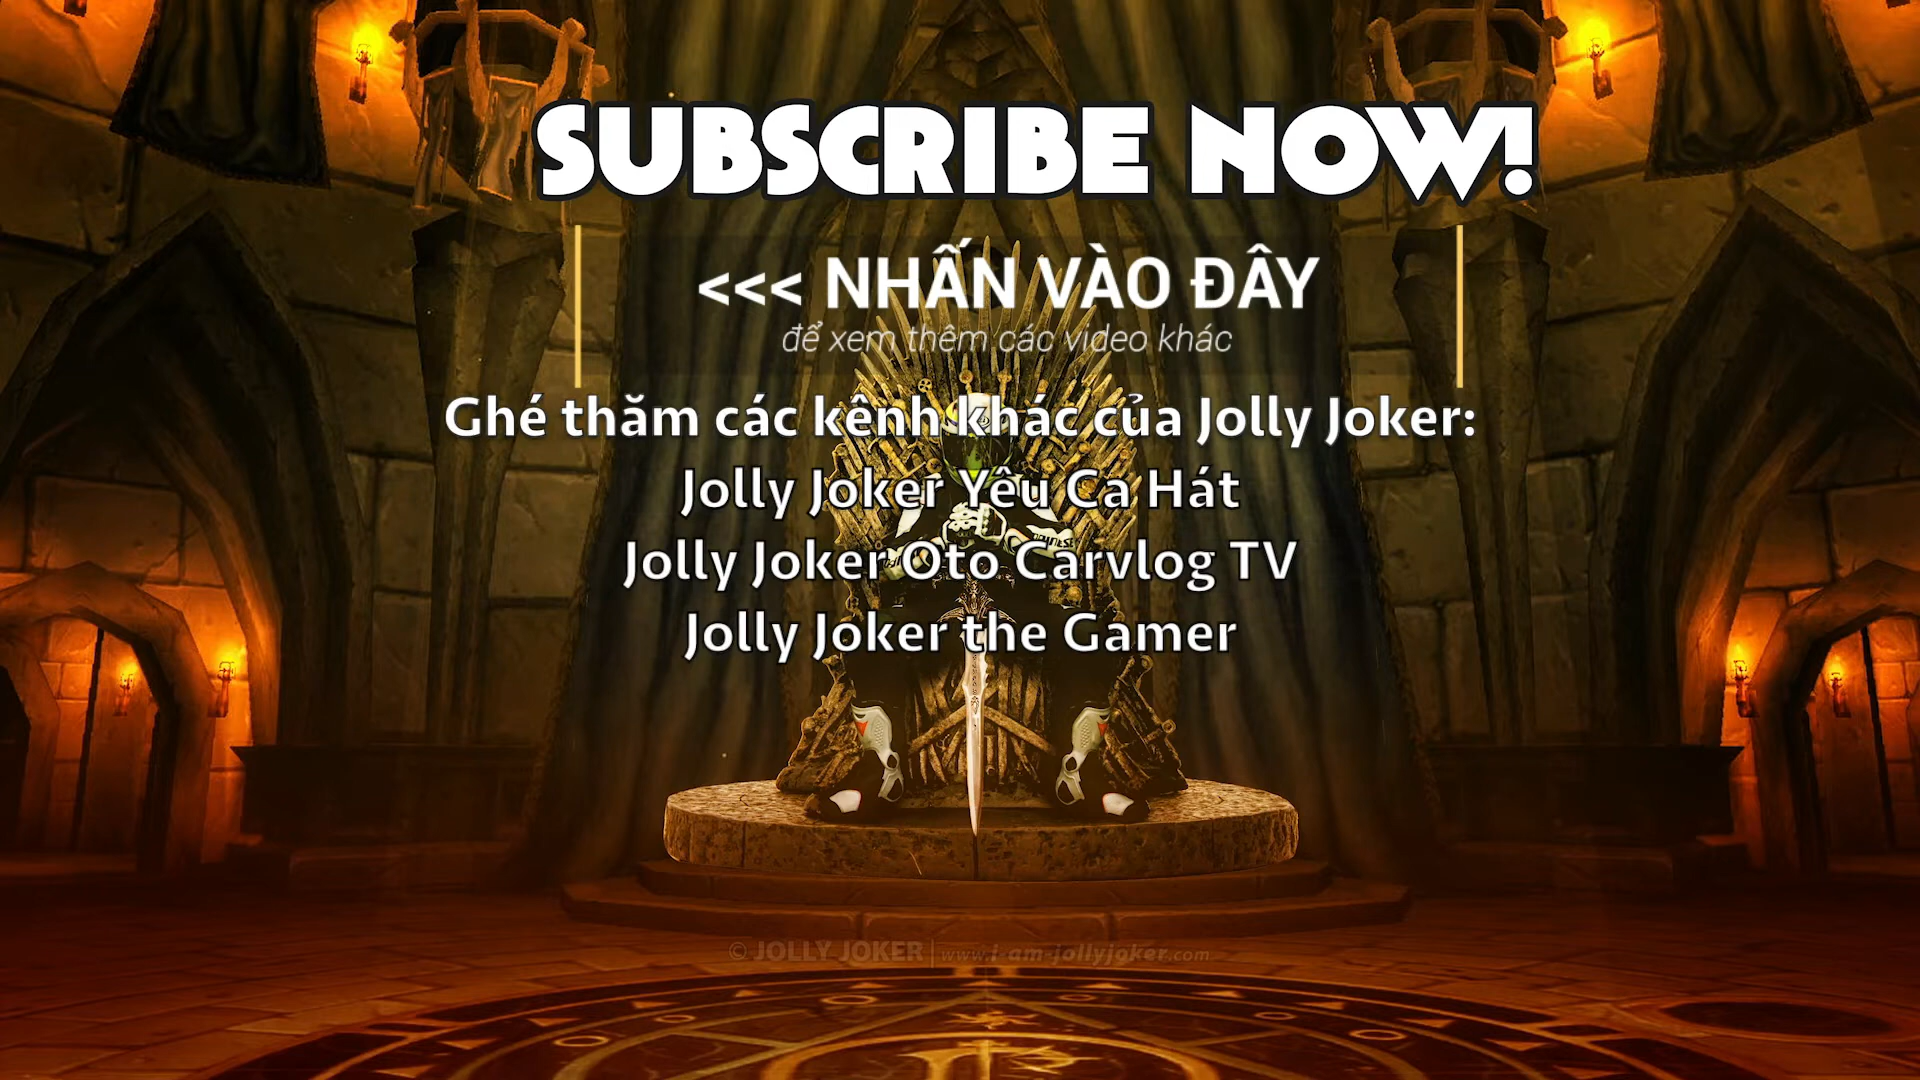 SUBSCRIBE NOW!
<<< NHẤN VÀO ĐÂY
để xem thêm các video khác
Ghé thăm các kênh khác của Jolly Joker:
Jolly Joker Yêu Ca Hát
Jolly Joker Oto Carvlog TV
Jolly Joker the Gamer
© JOLLY JOKER | www.i-am-jollyjoker.com